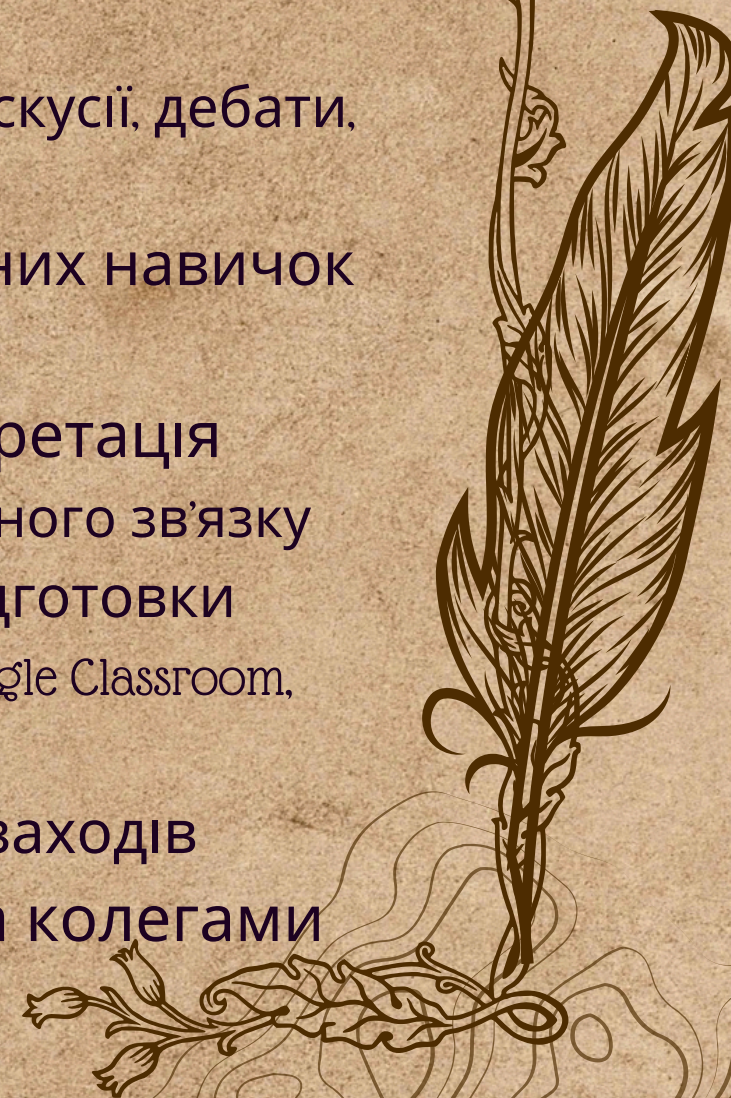 скусії, дебати,
них навичок
ретація
ного зв’язку
дготовки
gle Classroom,
заходів
а колегами